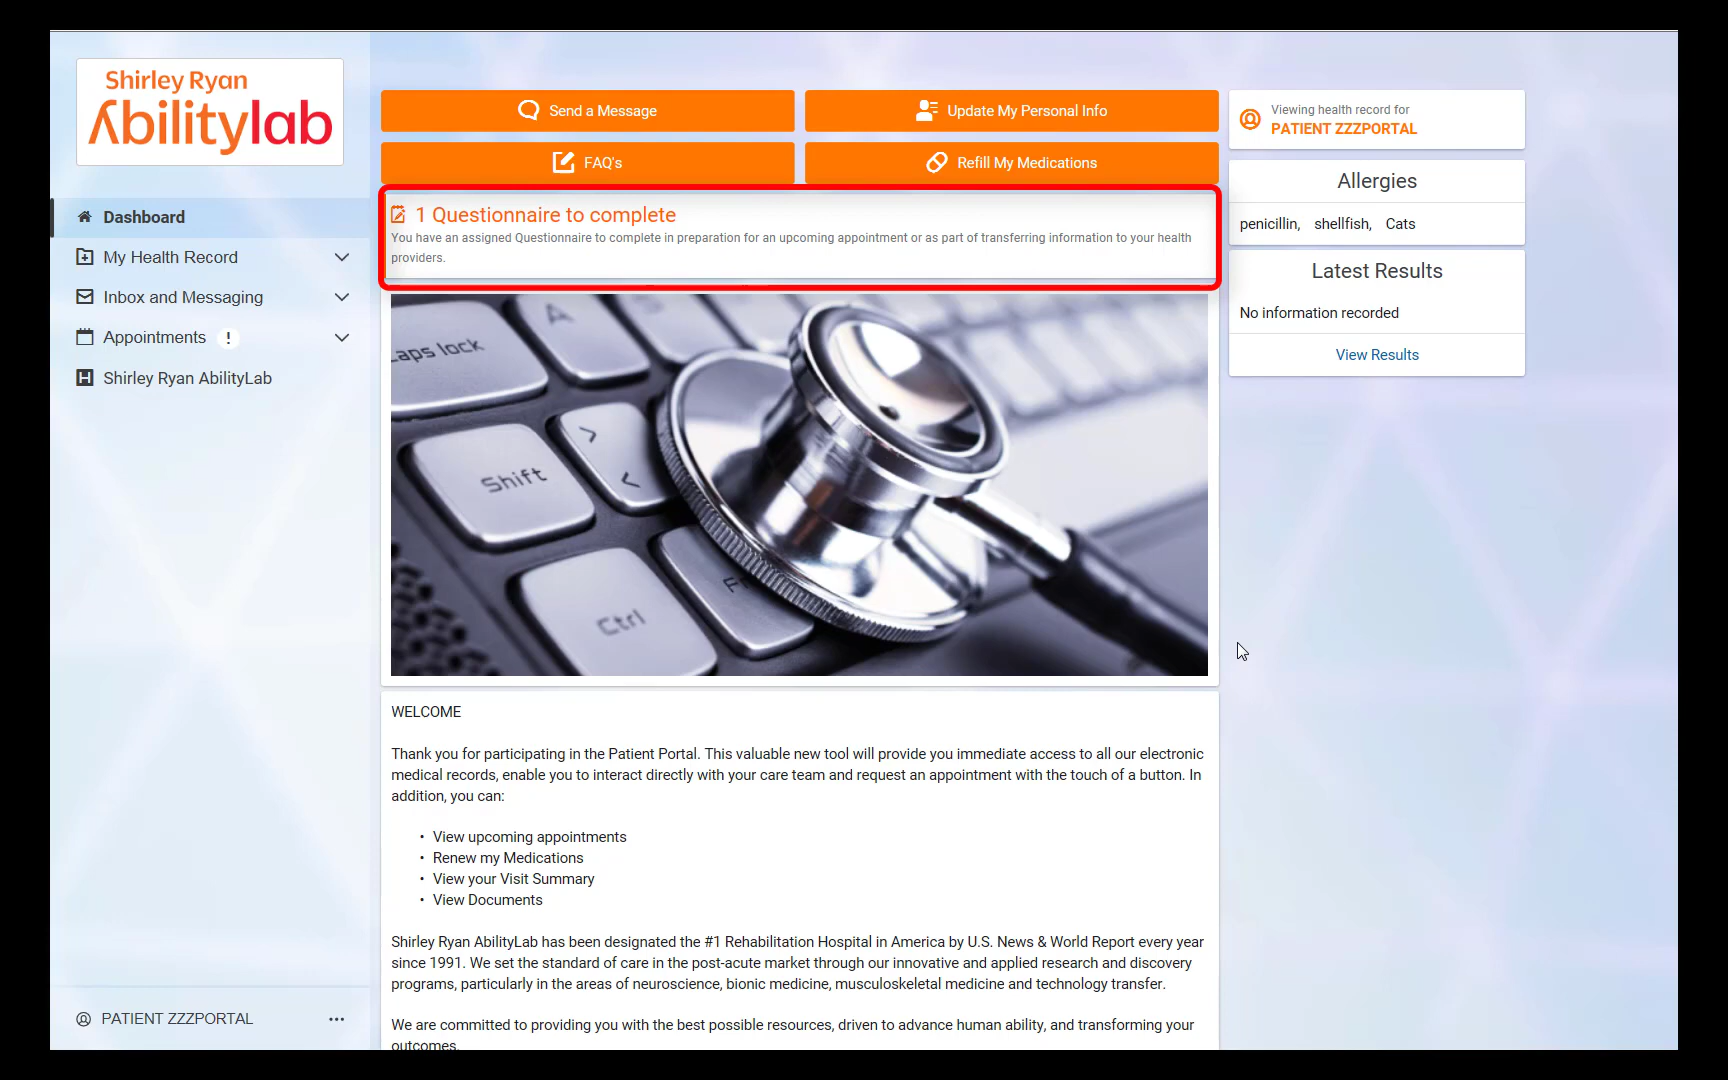 Shirley Ryan
Abilitylab
Dashboard
My Health Record
Inbox and Messaging
Appointments !
Shirley Ryan AbilityLab
PATIENT ZZZPORTAL
Send a Message
Update My Personal Info
FAQ's
Refill My Medications
1 Questionnaire to complete
You have an assigned Questionnaire to complete in preparation for an upcoming appointment or as part of transferring information to your health
providers.
Caps lock
A
S
Shift
>
<
Ctrl
WELCOME
Thank you for participating in the Patient Portal. This valuable new tool will provide you immediate access to all our electronic
medical records, enable you to interact directly with your care team and request an appointment with the touch of a button. In
addition, you can:
• View upcoming appointments
• Renew my Medications
• View your Visit Summary
• View Documents
Shirley Ryan AbilityLab has been designated the #1 Rehabilitation Hospital in America by U.S. News & World Report every year
since 1991. We set the standard of care in the post-acute market through our innovative and applied research and discovery
programs, particularly in the areas of neuroscience, bionic medicine, musculoskeletal medicine and technology transfer.
We are committed to providing you with the best possible resources, driven to advance human ability, and transforming your
outcomes.
Viewing health record for
PATIENT ZZZPORTAL
Allergies
penicillin, shellfish, Cats
Latest Results
No information recorded
View Results